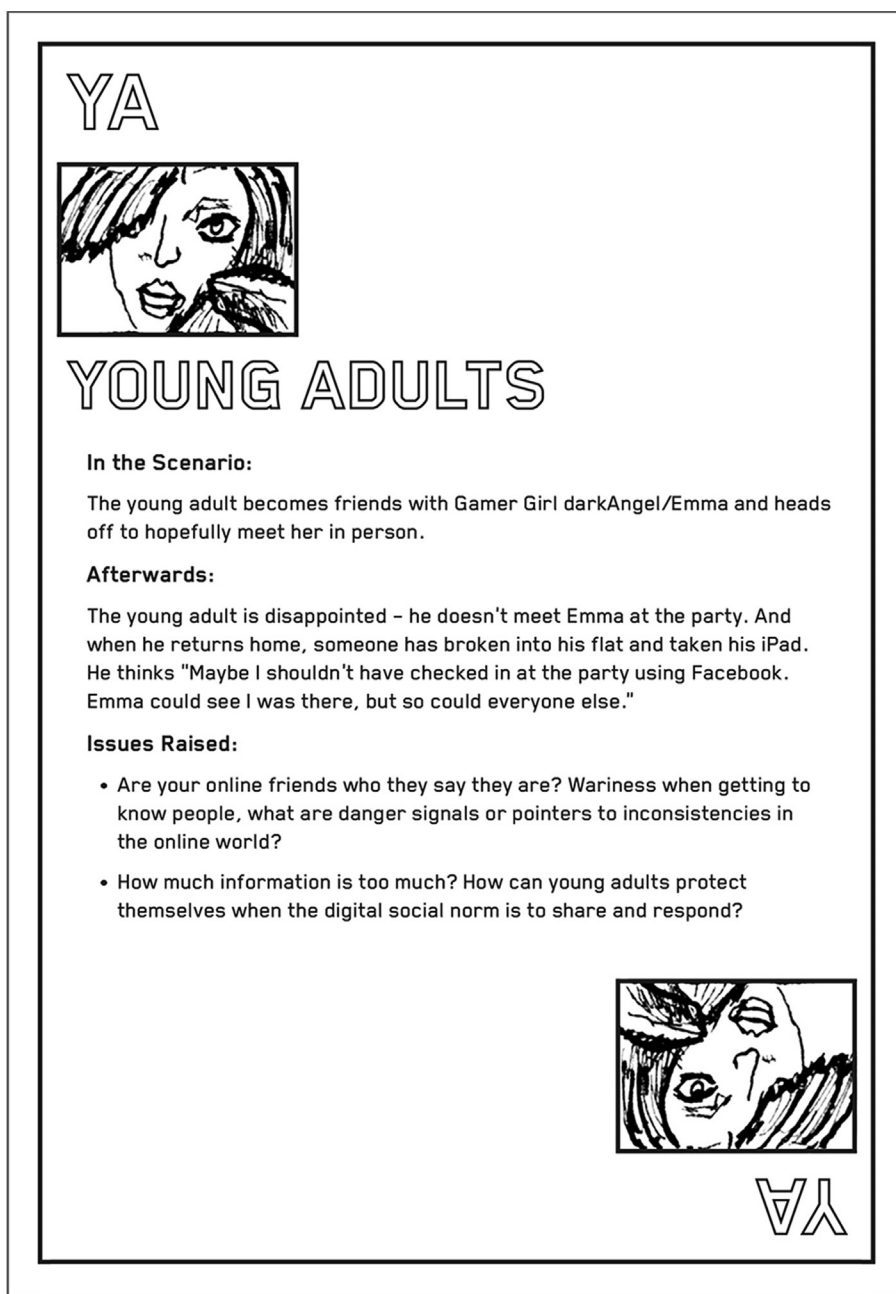 YA
YOUNG ADULTS
In the Scenario:
The young adult becomes friends with Gamer Girl darkAngel/Emma and heads
off to hopefully meet her in person.
Afterwards:
The young adult is disappointed – he doesn't meet Emma at the party. And
when he returns home, someone has broken into his flat and taken his iPad.
He thinks "Maybe I shouldn't have checked in at the party using Facebook.
Emma could see I was there, but so could everyone else."
Issues Raised:
• Are your online friends who they say they are? Wariness when getting to
know people, what are danger signals or pointers to inconsistencies in
the online world?
• How much information is too much? How can young adults protect
themselves when the digital social norm is to share and respond?
YA